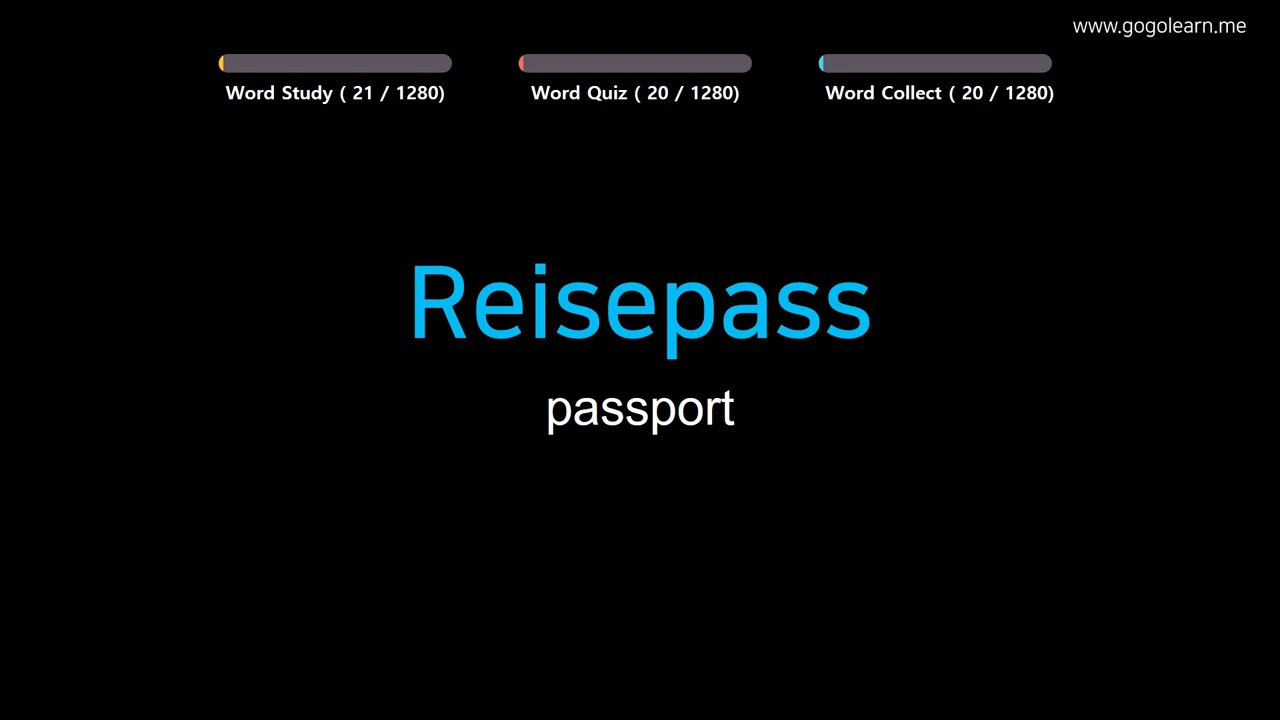 www.gogolearn.me
Word Study ( 21 / 1280)
Word Quiz ( 20 / 1280)
Word Collect ( 20 / 1280)
Reisepass
passport